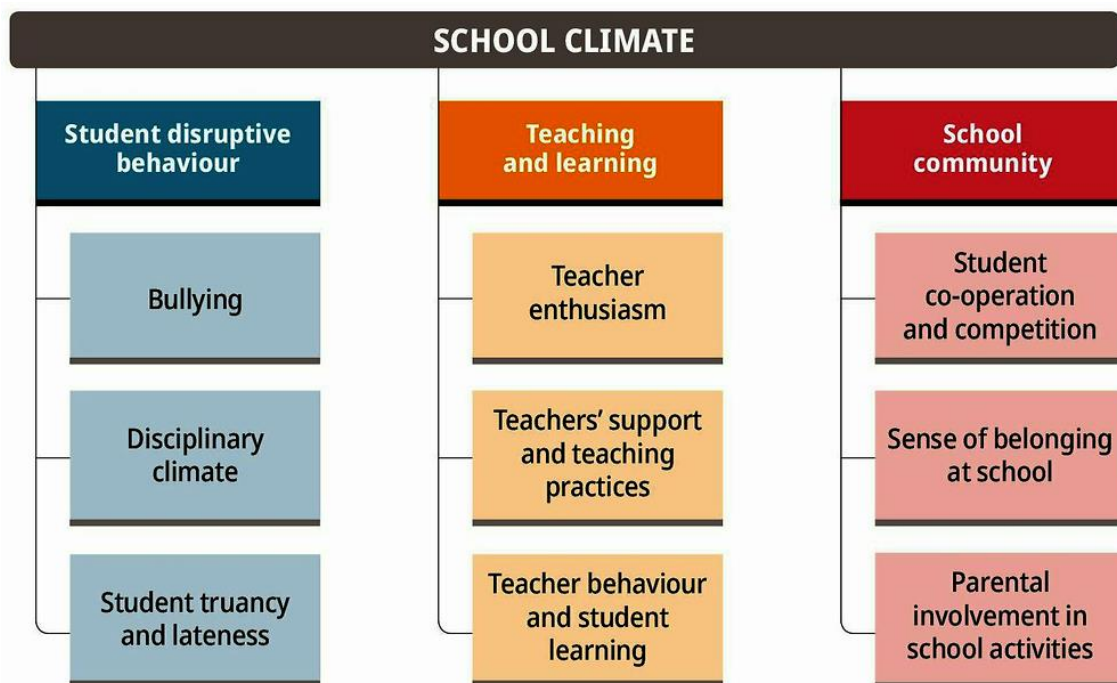 SCHOOL CLIMATE
Student disruptive
behaviour
Bullying
Disciplinary
climate
Student truancy
and lateness
Teaching
and learning
Teacher
enthusiasm
Teachers’ support
and teaching
practices
Teacher behaviour
and student
learning
School
community
Student
co-operation
and competition
Sense of belonging
at school
Parental
involvement in
school activities